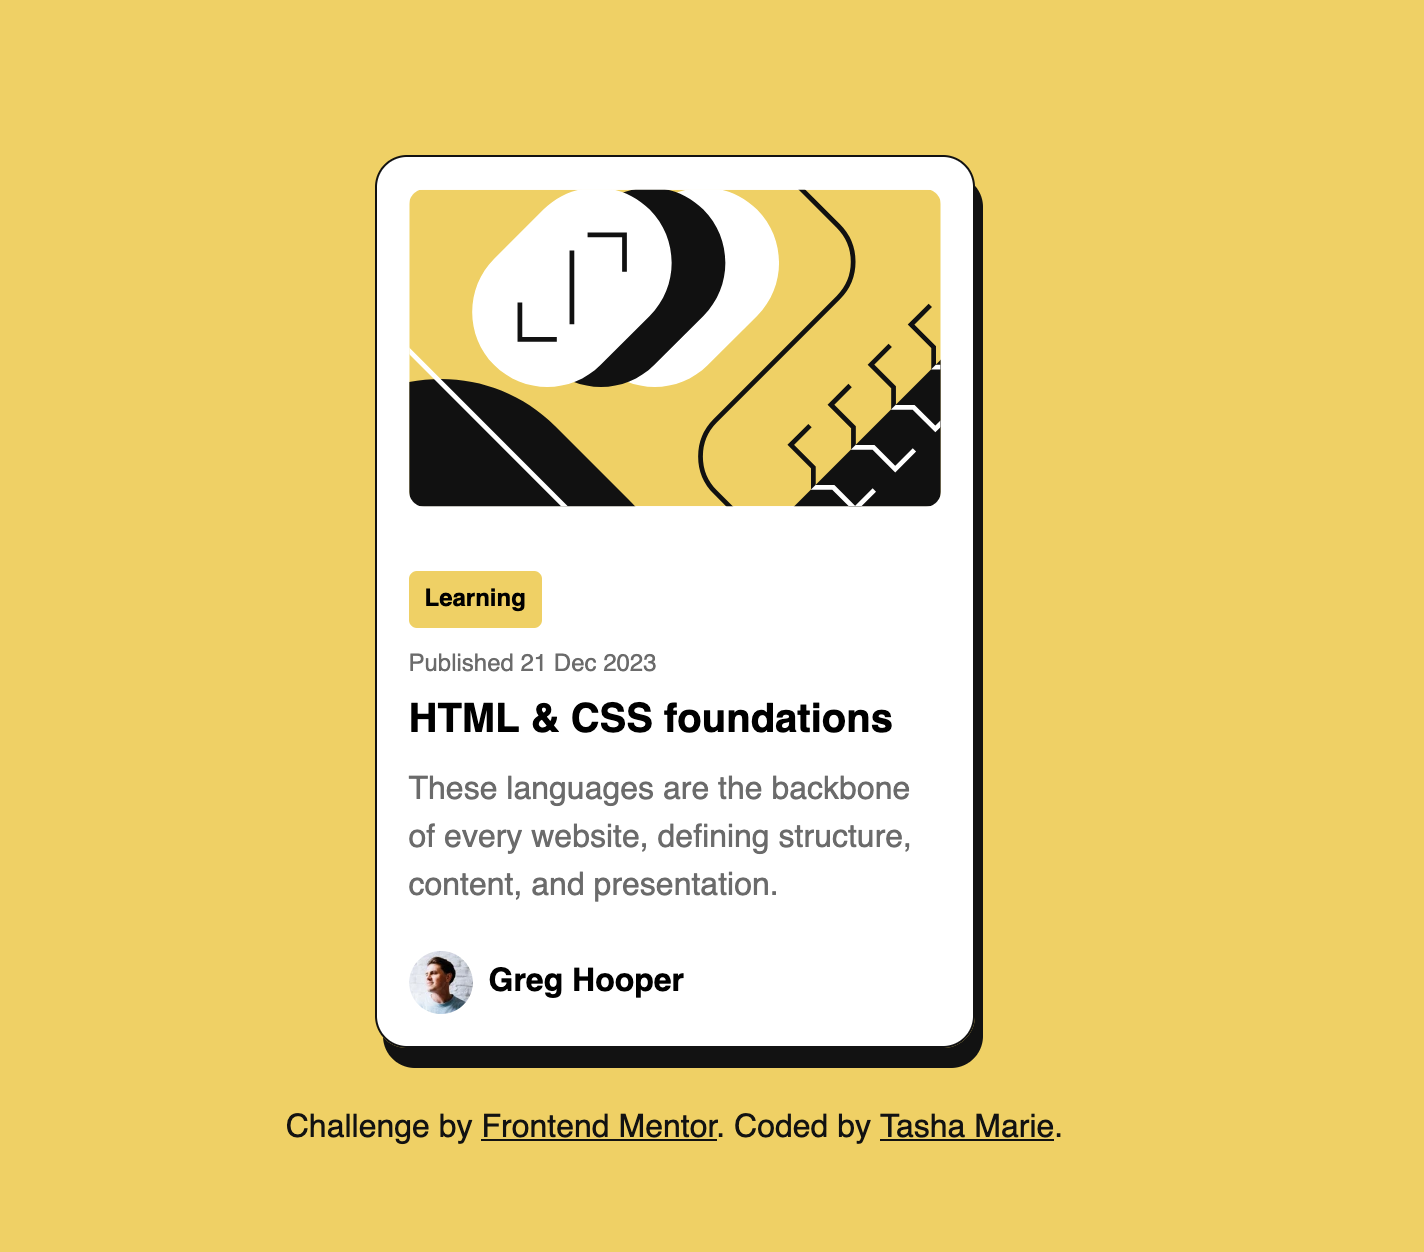 Learning
Published 21 Dec 2023
HTML & CSS foundations
These languages are the backbone
of every website, defining structure,
content, and presentation.
Greg Hooper
Challenge by Frontend Mentor. Coded by Tasha Marie.